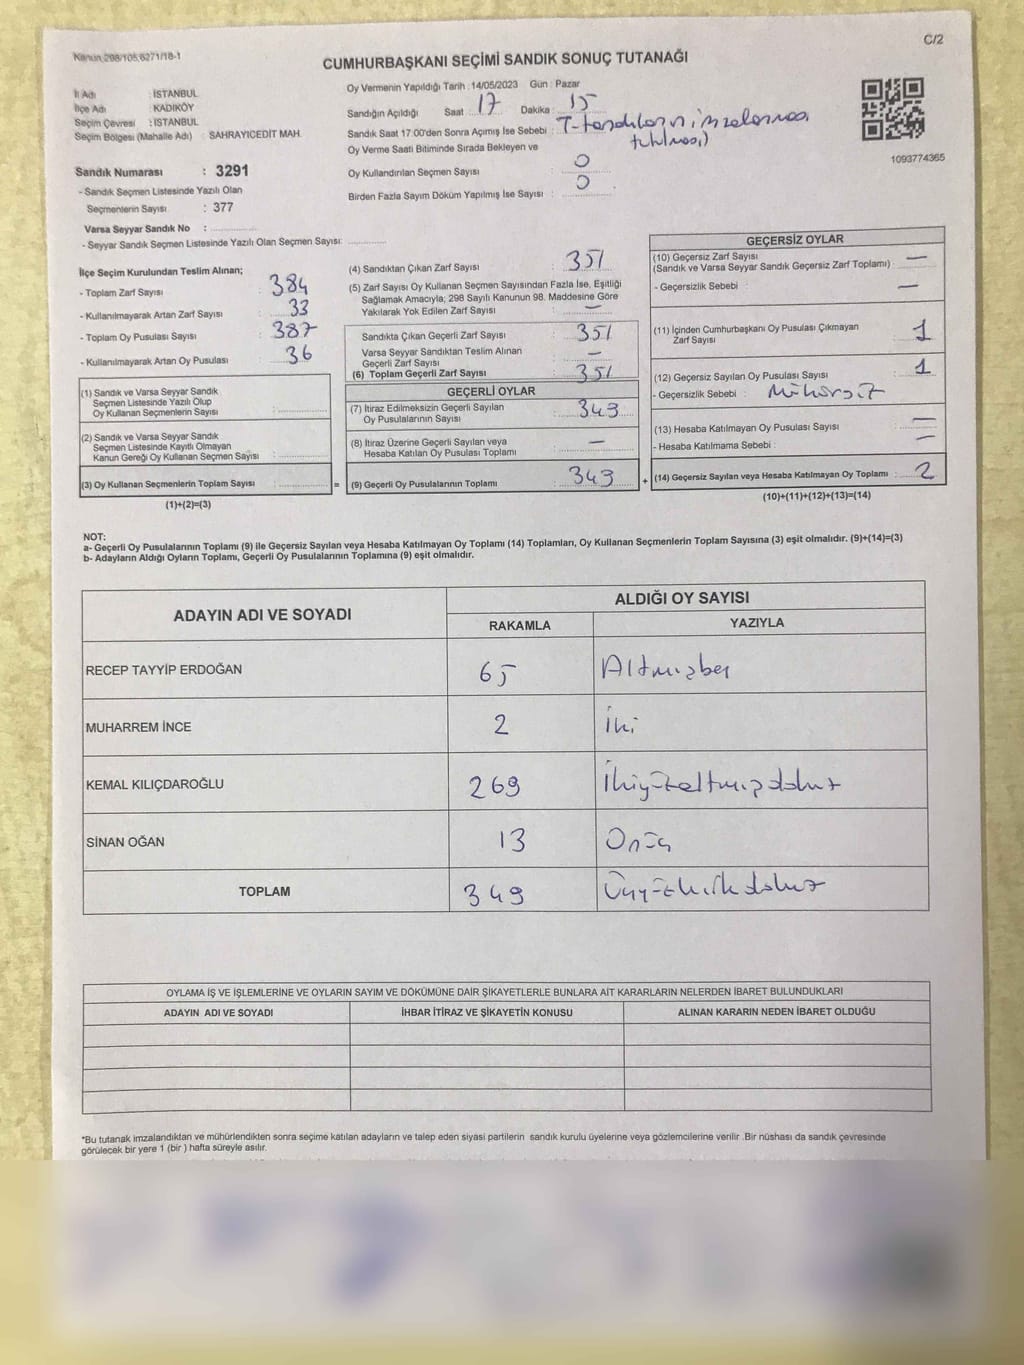 Kanun 298/105,6271/18-1
C/2
CUMHURBAŞKANI SEÇİMİ SANDIK SONUÇ TUTANAĞI
İl Adı : İSTANBUL
İlçe Adı : KADIKÖY
Seçim Çevresi : İSTANBUL
Seçim Bölgesi (Mahalle Adı) : SAHRAYICEDİT MAH.
Sandık Numarası : 3291
- Sandık Seçmen Listesinde Yazılı Olan
Seçmenlerin Sayısı : 377
Varsa Seyyar Sandık No :
- Seyyar Sandık Seçmen Listesinde Yazılı Olan Seçmen Sayısı:
Oy Vermenin Yapıldığı Tarih : 14/05/2023 Gün : Pazar
Sandığın Açıldığı Saat : 17 Dakika : 15
Sandık Saat 17:00'den Sonra Açımış İse Sebebi :
Oy Verme Saati Bitiminde Sırada Bekleyen ve
Oy Kullandırılan Seçmen Sayısı : 0
Birden Fazla Sayım Döküm Yapılmış İse Sayısı : 0
1093774365
İlçe Seçim Kurulundan Teslim Alınan;
- Toplam Zarf Sayısı : 384
- Kullanılmayarak Artan Zarf Sayısı : 33
- Toplam Oy Pusulası Sayısı : 387
- Kullanılmayarak Artan Oy Pusulası : 36
(1) Sandık ve Varsa Seyyar Sandık
Seçmen Listesinde Yazılı Olup
Oy Kullanan Seçmenlerin Sayısı :
(2) Sandık ve Varsa Seyyar Sandık
Seçmen Listesinde Kayıtlı Olmayan
Kanun Gereği Oy Kullanan Seçmen Sayısı :
(3) Oy Kullanan Seçmenlerin Toplam Sayısı :
(1)+(2)=(3)
=
(4) Sandıktan Çıkan Zarf Sayısı : 351
(5) Zarf Sayısı Oy Kullanan Seçmen Sayısından Fazla İse, Eşitliği
Sağlamak Amacıyla; 298 Sayılı Kanunun 98. Maddesine Göre
Yakılarak Yok Edilen Zarf Sayısı : —
Sandıkta Çıkan Geçerli Zarf Sayısı : 351
Varsa Seyyar Sandıktan Teslim Alınan
Geçerli Zarf Sayısı : —
(6) Toplam Geçerli Zarf Sayısı : 351
GEÇERLİ OYLAR
(7) İtiraz Edilmeksizin Geçerli Sayılan
Oy Pusulalarının Sayısı : 349
(8) İtiraz Üzerine Geçerli Sayılan veya
Hesaba Katılan Oy Pusulası Toplamı : —
(9) Geçerli Oy Pusulalarının Toplamı : 349
+
GEÇERSİZ OYLAR
(10) Geçersiz Zarf Sayısı
(Sandık ve Varsa Seyyar Sandık Geçersiz Zarf Toplamı) : —
- Geçersizlik Sebebi : —
(11) İçinden Cumhurbaşkanı Oy Pusulası Çıkmayan
Zarf Sayısı : 1
(12) Geçersiz Sayılan Oy Pusulası Sayısı : 1
- Geçersizlik Sebebi : Mühürsüz
(13) Hesaba Katılmayan Oy Pusulası Sayısı : —
- Hesaba Katılmama Sebebi : —
(14) Geçersiz Sayılan veya Hesaba Katılmayan Oy Toplamı : 2
(10)+(11)+(12)+(13)=(14)
NOT:
a- Geçerli Oy Pusulalarının Toplamı (9) ile Geçersiz Sayılan veya Hesaba Katılmayan Oy Toplamı (14) Toplamları, Oy Kullanan Seçmenlerin Toplam Sayısına (3) eşit olmalıdır. (9)+(14)=(3)
b- Adayların Aldığı Oyların Toplamı, Geçerli Oy Pusulalarının Toplamına (9) eşit olmalıdır.
ADAYIN ADI VE SOYADI ALDIĞI OY SAYISI
RAKAMLA YAZIYLA
RECEP TAYYİP ERDOĞAN 65 Altmışbeş
MUHARREM İNCE 2 İki
KEMAL KILIÇDAROĞLU 269 İkiyüzaltmışdokuz
SİNAN OĞAN 13 Onüç
TOPLAM 349 Üçyüzkırkdokuz
OYLAMA İŞ VE İŞLEMLERİNE VE OYLARIN SAYIM VE DÖKÜMÜNE DAİR ŞİKAYETLERLE BUNLARA AİT KARARLARIN NELERDEN İBARET BULUNDUKLARI
ADAYIN ADI VE SOYADI İHBAR İTİRAZ VE ŞİKAYETİN KONUSU ALINAN KARARIN NEDEN İBARET OLDUĞU
*Bu tutanak imzalandıktan ve mühürlendikten sonra seçime katılan adayların ve talep eden siyasi partilerin sandık kurulu üyelerine veya gözlemcilerine verilir .Bir nüshası da sandık çevresinde
görülecek bir yere 1 (bir ) hafta süreyle asılır.